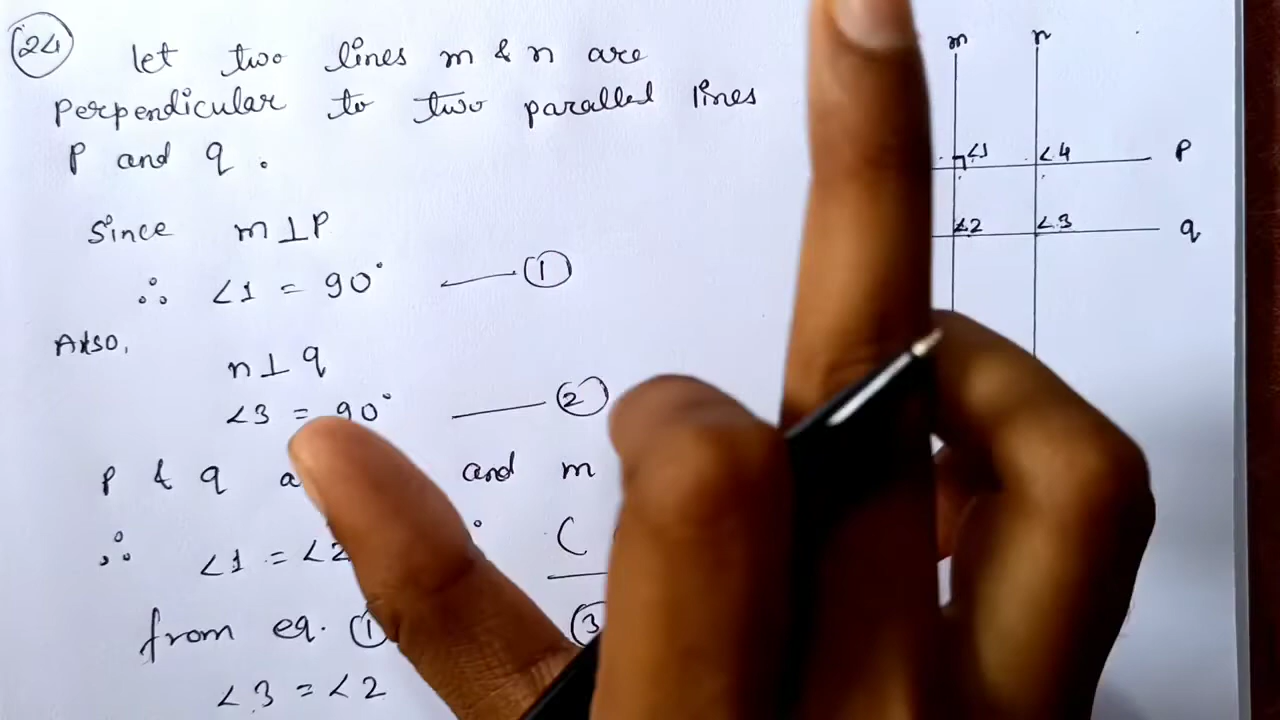 24
let two lines m & n are
perpendicular to two parallel lines
p and q .
Since m ⊥ p
∴ ∠1 = 90° — ①
Also,
n ⊥ q
∠3 = 90° — ②
p & q and m
∴ ∠1 = ∠2 (
from eq. ① ③
∠3 = ∠2
m n
∠1 ∠4 p
∠2 ∠3 q